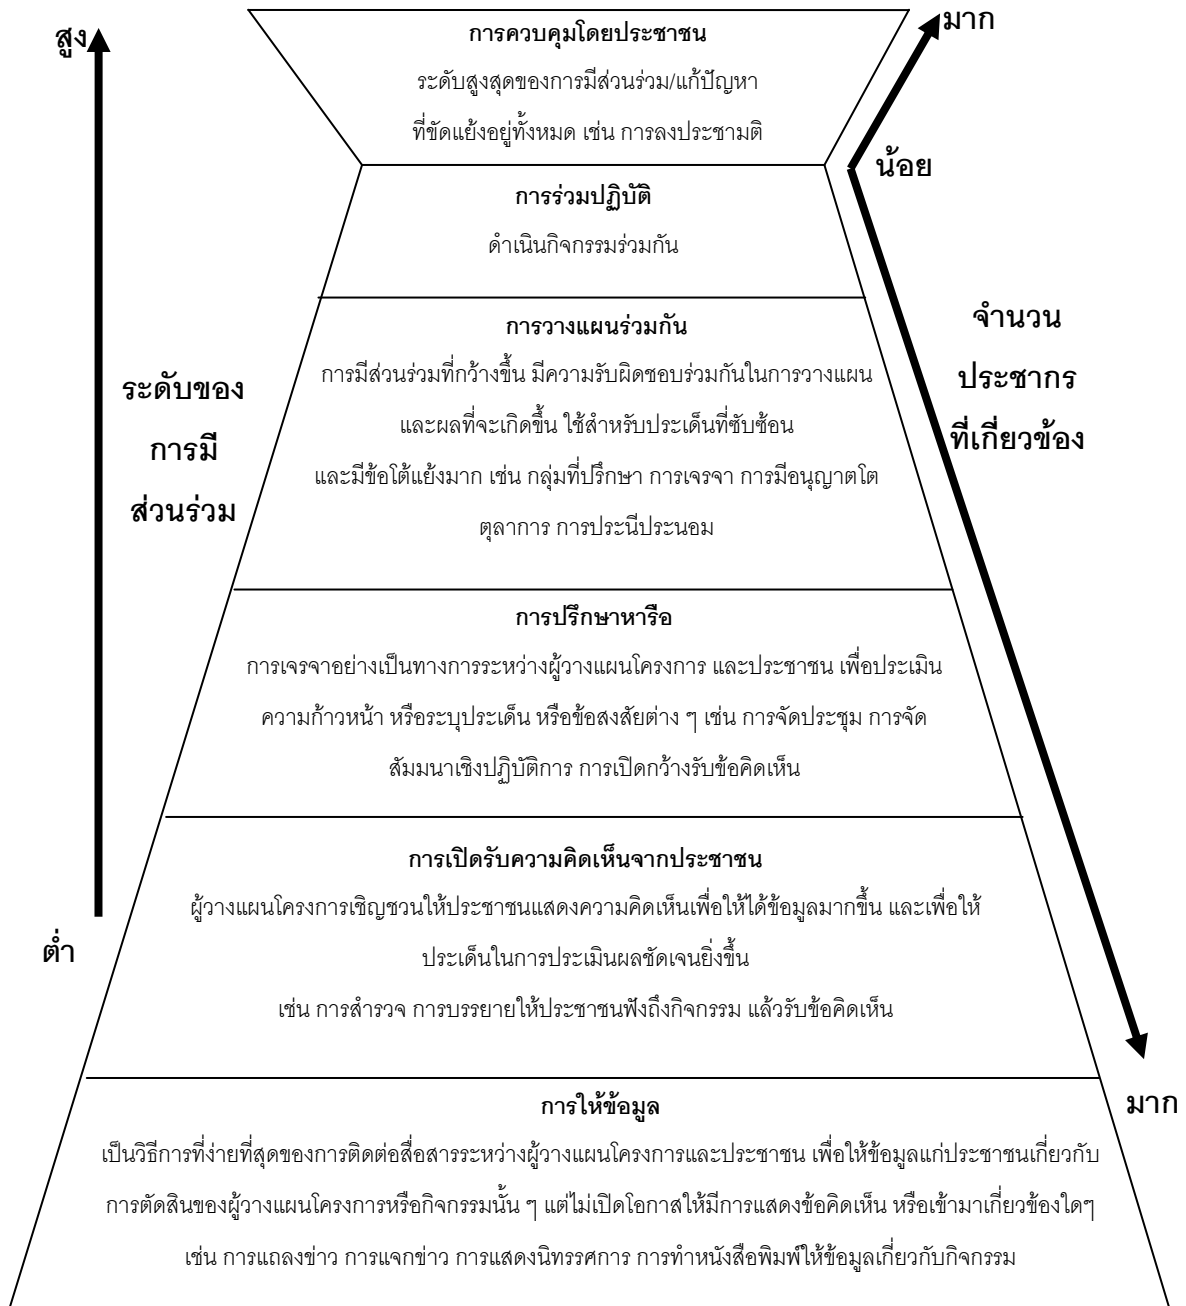 สูง
มาก
การควบคุมโดยประชาชน
ระดับสูงสุดของการมีส่วนร่วม/แก้ปัญหา
ที่ขัดแย้งอยู่ทั้งหมด เช่น การลงประชามติ
น้อย
การร่วมปฏิบัติ
ดำเนินกิจกรรมร่วมกัน
จำนวน
ประชากร
ที่เกี่ยวข้อง
ระดับของ
การมี
ส่วนร่วม
การวางแผนร่วมกัน
การมีส่วนร่วมที่กว้างขึ้น มีความรับผิดชอบร่วมกันในการวางแผน
และผลที่จะเกิดขึ้น ใช้สำหรับประเด็นที่ซับซ้อน
และมีข้อโต้แย้งมาก เช่น กลุ่มที่ปรึกษา การเจรจา การมีอนุญาตโต
ตุลาการ การประนีประนอม
การปรึกษาหารือ
การเจรจาอย่างเป็นทางการระหว่างผู้วางแผนโครงการ และประชาชน เพื่อประเมิน
ความก้าวหน้า หรือระบุประเด็น หรือข้อสงสัยต่าง ๆ เช่น การจัดประชุม การจัด
สัมมนาเชิงปฏิบัติการ การเปิดกว้างรับข้อคิดเห็น
การเปิดรับความคิดเห็นจากประชาชน
ผู้วางแผนโครงการเชิญชวนให้ประชาชนแสดงความคิดเห็นเพื่อให้ได้ข้อมูลมากขึ้น และเพื่อให้
ประเด็นในการประเมินผลชัดเจนยิ่งขึ้น
เช่น การสำรวจ การบรรยายให้ประชาชนฟังถึงกิจกรรม แล้วรับข้อคิดเห็น
ต่ำ
มาก
การให้ข้อมูล
เป็นวิธีการที่ง่ายที่สุดของการติดต่อสื่อสารระหว่างผู้วางแผนโครงการและประชาชน เพื่อให้ข้อมูลแก่ประชาชนเกี่ยวกับ
การตัดสินของผู้วางแผนโครงการหรือกิจกรรมนั้น ๆ แต่ไม่เปิดโอกาสให้มีการแสดงข้อคิดเห็น หรือเข้ามาเกี่ยวข้องใดๆ
เช่น การแถลงข่าว การแจกข่าว การแสดงนิทรรศการ การทำหนังสือพิมพ์ให้ข้อมูลเกี่ยวกับกิจกรรม